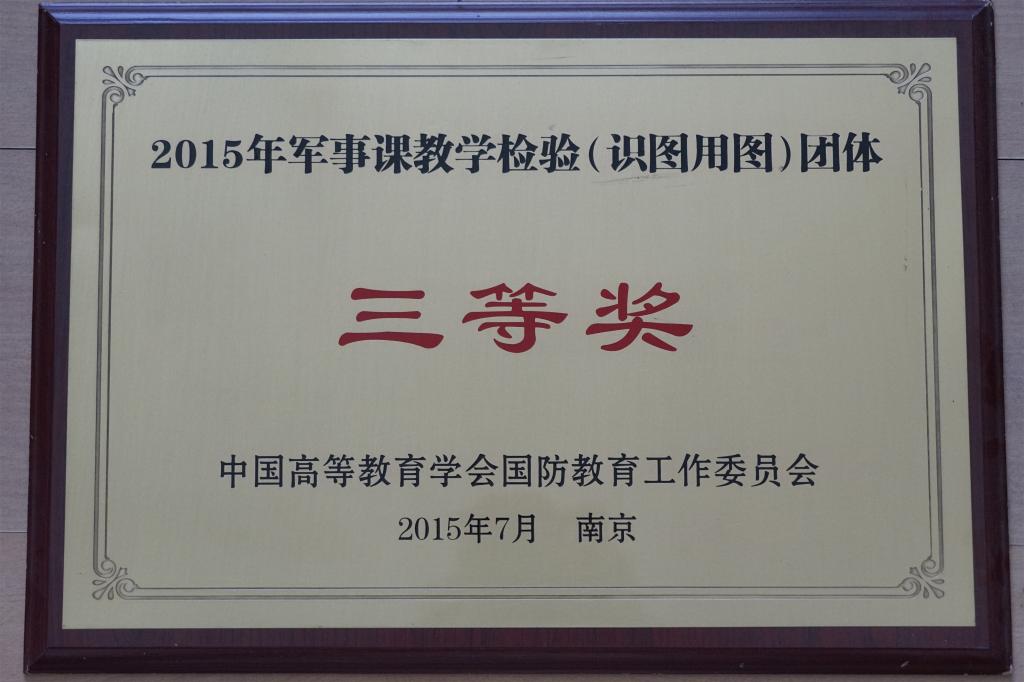 2015年军事课教学检验(识图用图)团体
三等奖
中国高等教育学会国防教育工作委员会
2015年7月 南京